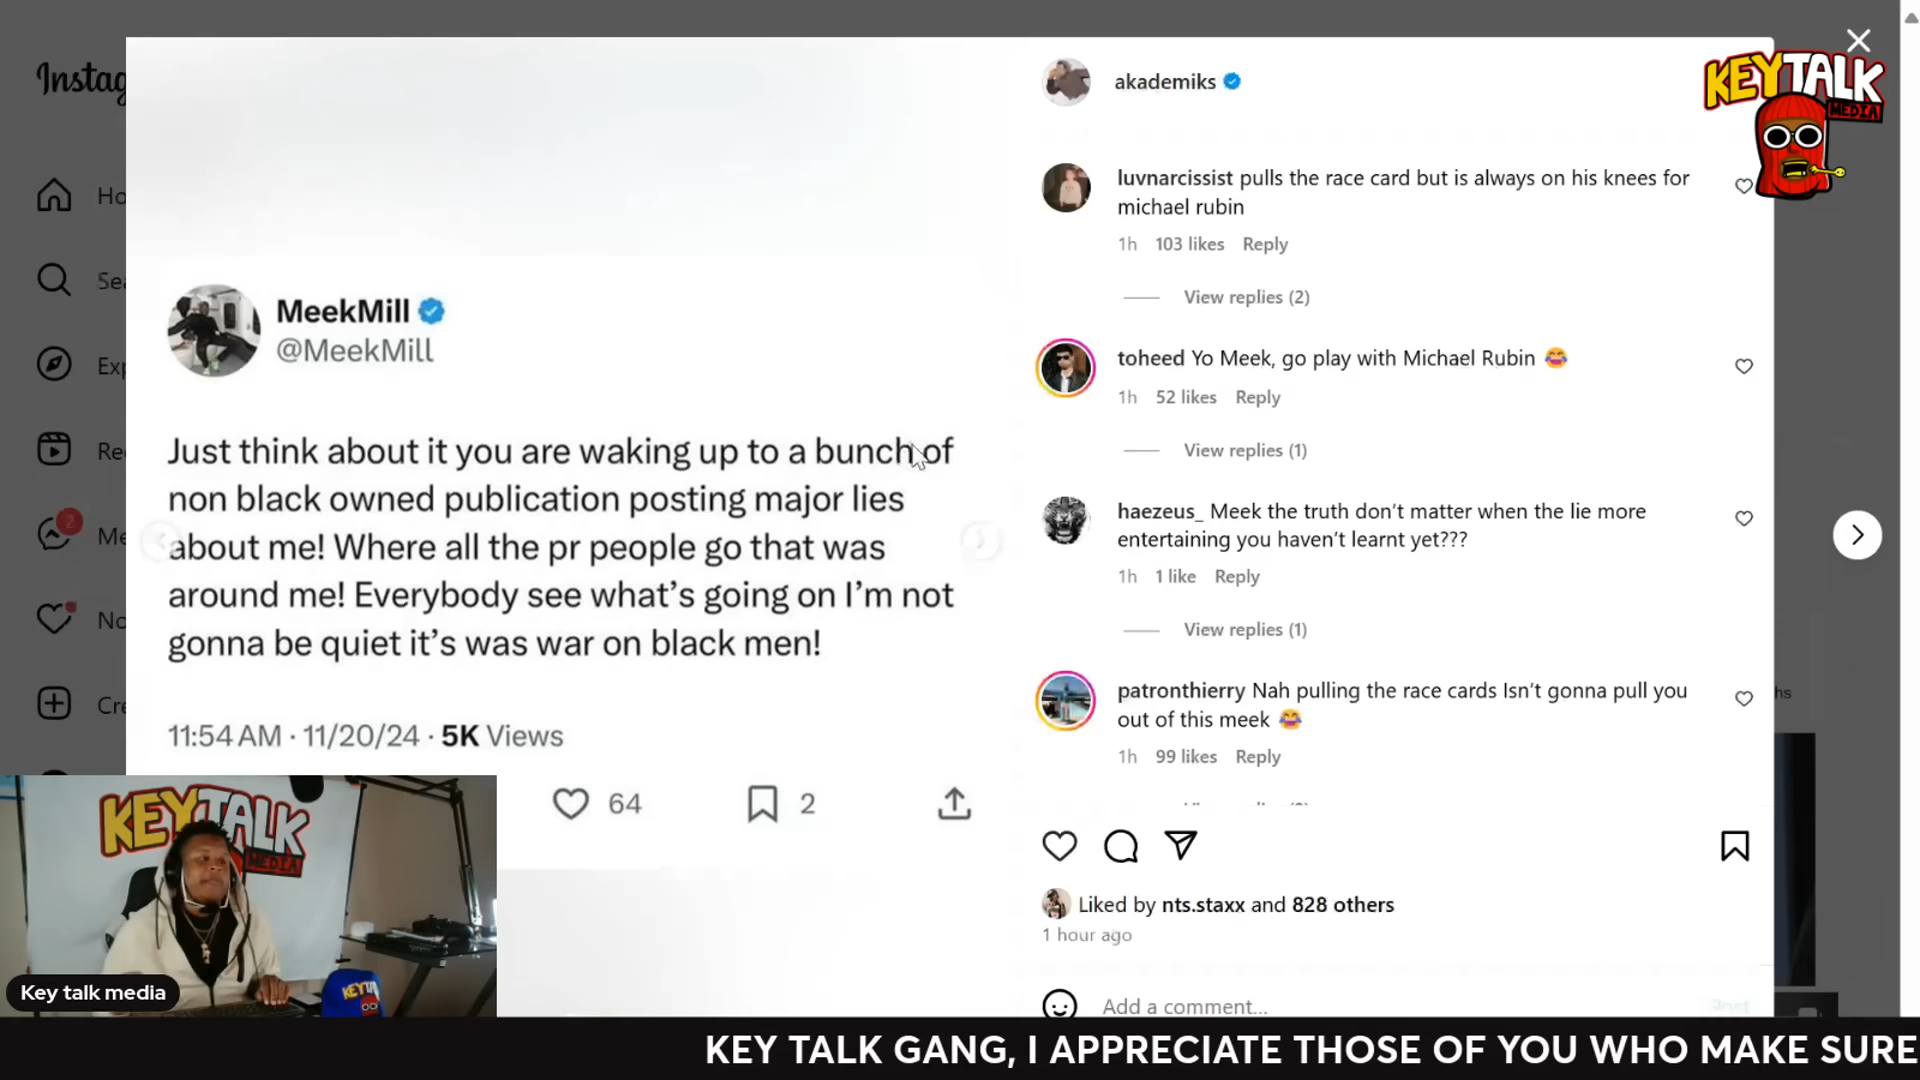 Instag
Ho
Sea
Exp
Re
2
Me
No
Cre
MeekMill
@MeekMill
Just think about it you are waking up to a bunch of
non black owned publication posting major lies
about me! Where all the pr people go that was
around me! Everybody see what's going on I'm not
gonna be quiet it's was war on black men!
11:54 AM · 11/20/24 · 5K Views
64
2
akademiks
luvnarcissist pulls the race card but is always on his knees for
michael rubin
1h 103 likes Reply
View replies (2)
toheed Yo Meek, go play with Michael Rubin 😂
1h 52 likes Reply
View replies (1)
haezeus_ Meek the truth don't matter when the lie more
entertaining you haven't learnt yet???
1h 1 like Reply
View replies (1)
patronthierry Nah pulling the race cards Isn't gonna pull you
out of this meek 😂
1h 99 likes Reply
Liked by nts.staxx and 828 others
1 hour ago
Add a comment...
Post
hs
KEYTALK
MEDIA
KEYTALK
MEDIA
KEYTA
Key talk media
KEY TALK GANG, I APPRECIATE THOSE OF YOU WHO MAKE SURE